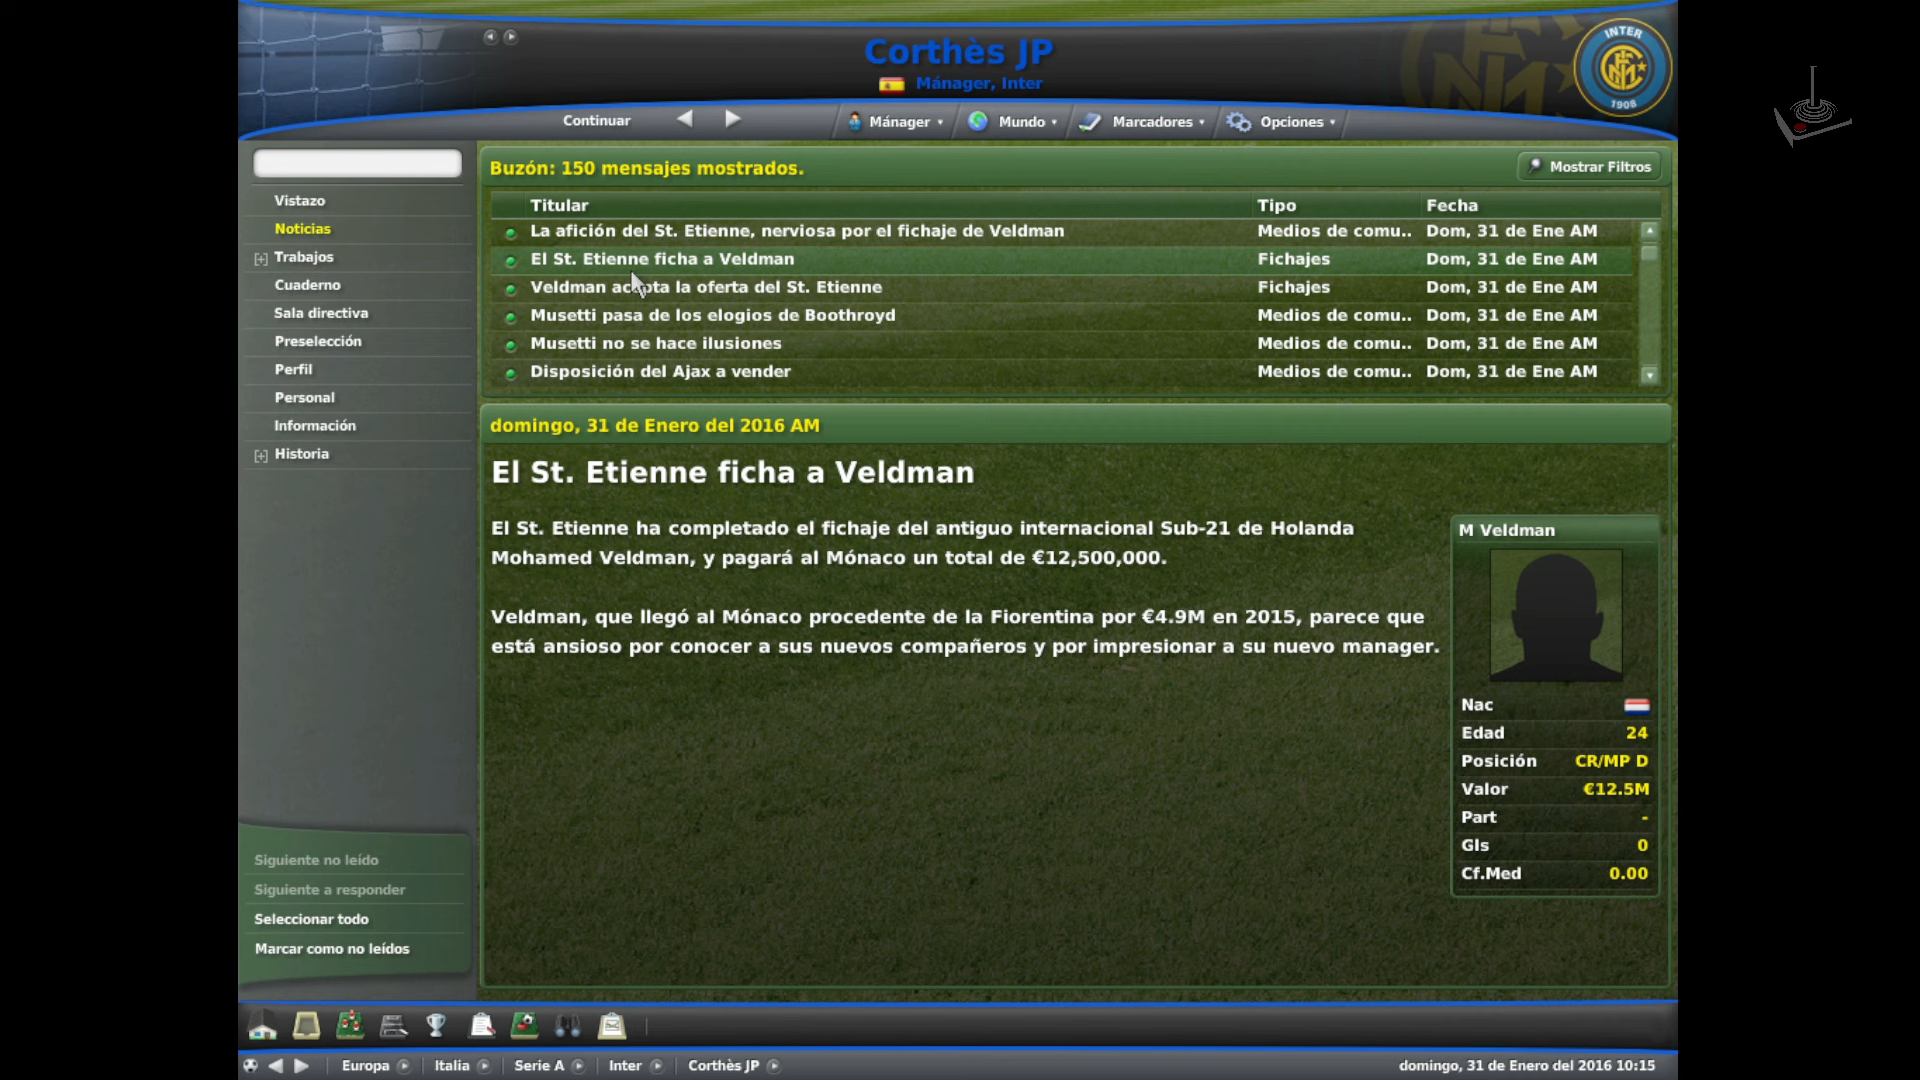 Corthès JP
Mánager, Inter
INTER
1908
Continuar
Mánager
Mundo
Marcadores
Opciones
Vistazo
Noticias
Trabajos
Cuaderno
Sala directiva
Preselección
Perfil
Personal
Información
Historia
Siguiente no leído
Siguiente a responder
Seleccionar todo
Marcar como no leídos
Buzón: 150 mensajes mostrados.
Mostrar Filtros
Titular Tipo Fecha
La afición del St. Etienne, nerviosa por el fichaje de Veldman Medios de comu.. Dom, 31 de Ene AM
El St. Etienne ficha a Veldman Fichajes Dom, 31 de Ene AM
Veldman acepta la oferta del St. Etienne Fichajes Dom, 31 de Ene AM
Musetti pasa de los elogios de Boothroyd Medios de comu.. Dom, 31 de Ene AM
Musetti no se hace ilusiones Medios de comu.. Dom, 31 de Ene AM
Disposición del Ajax a vender Medios de comu.. Dom, 31 de Ene AM
domingo, 31 de Enero del 2016 AM
El St. Etienne ficha a Veldman
El St. Etienne ha completado el fichaje del antiguo internacional Sub-21 de Holanda
Mohamed Veldman, y pagará al Mónaco un total de €12,500,000.
Veldman, que llegó al Mónaco procedente de la Fiorentina por €4.9M en 2015, parece que
está ansioso por conocer a sus nuevos compañeros y por impresionar a su nuevo manager.
M Veldman
Nac
Edad 24
Posición CR/MP D
Valor €12.5M
Part -
Gls 0
Cf.Med 0.00
Europa
Italia
Serie A
Inter
Corthès JP
domingo, 31 de Enero del 2016 10:15